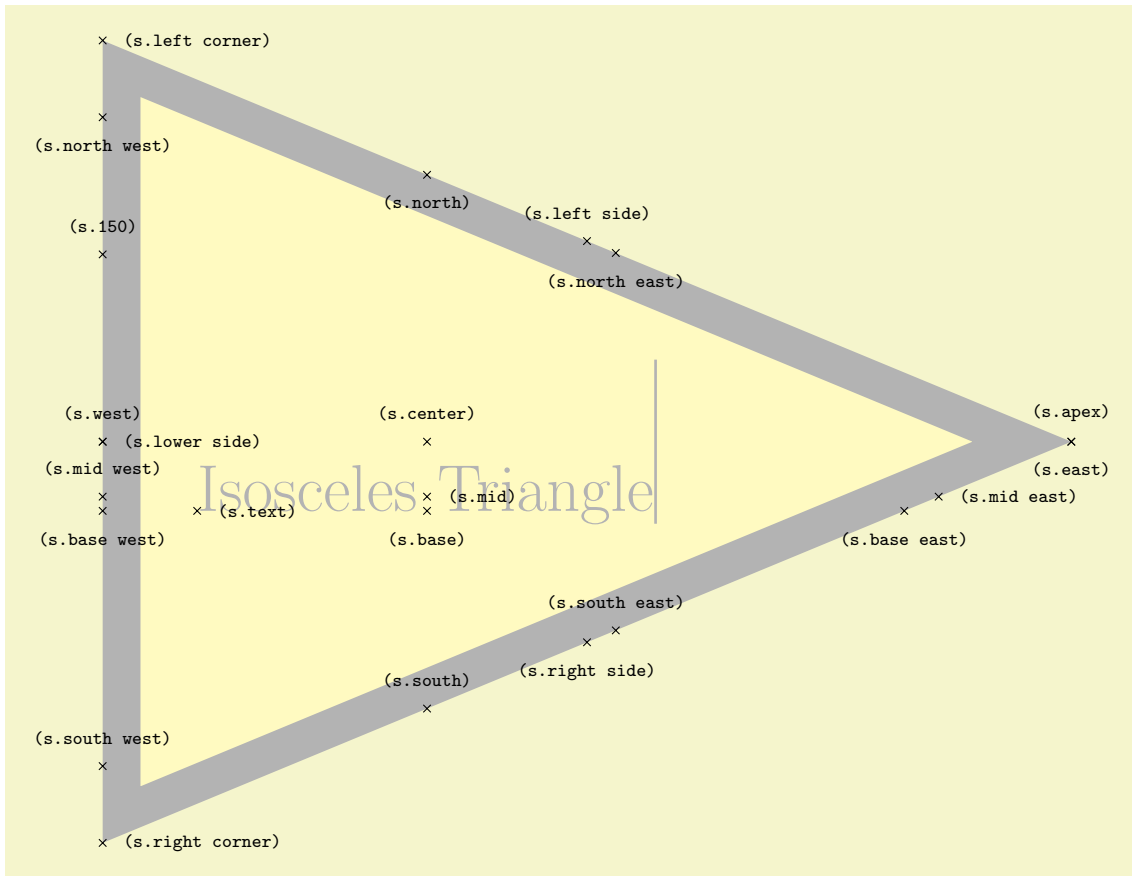 (s.left corner)
(s.north west)
(s.north)
(s.left side)
(s.150)
(s.north east)
(s.west)
(s.center)
(s.apex)
(s.lower side)
(s.mid west)
(s.east)
Isosceles Triangle
(s.mid)
(s.mid east)
(s.text)
(s.base west)
(s.base)
(s.base east)
(s.south east)
(s.right side)
(s.south)
(s.south west)
(s.right corner)